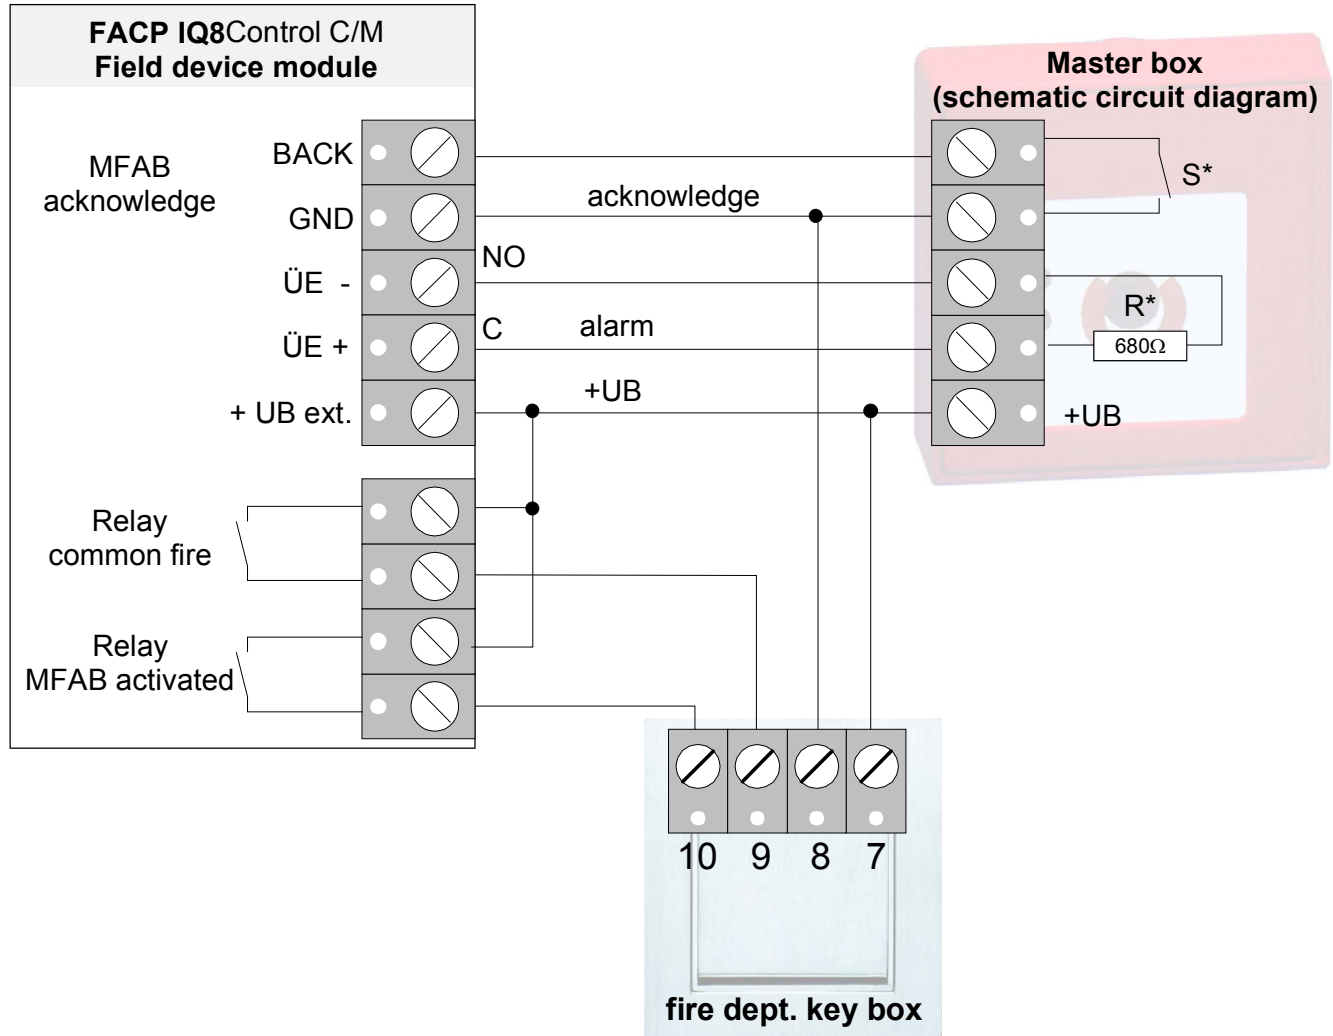 FACP IQ8Control C/M
Field device module
Master box
(schematic circuit diagram)
MFAB
acknowledge
BACK
GND
ÜE -
ÜE +
+ UB ext.
acknowledge
NO
C
alarm
+UB
S*
R*
680Ω
+UB
Relay
common fire
Relay
MFAB activated
10 9 8 7
fire dept. key box